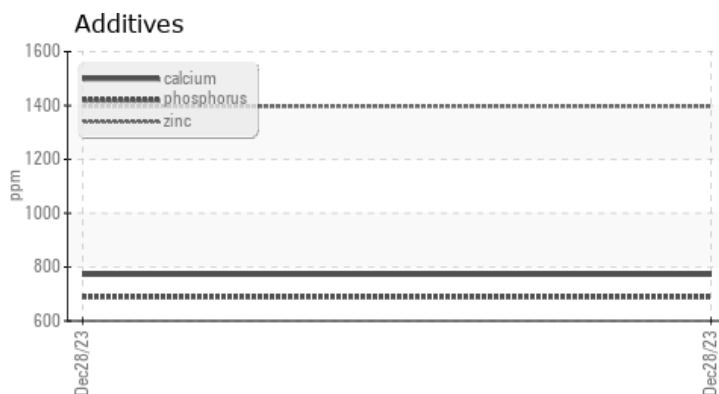 Additives
1600
1400
1200
1000
800
600
ppm
calcium
phosphorus
zinc
Dec28/23
Dec28/23